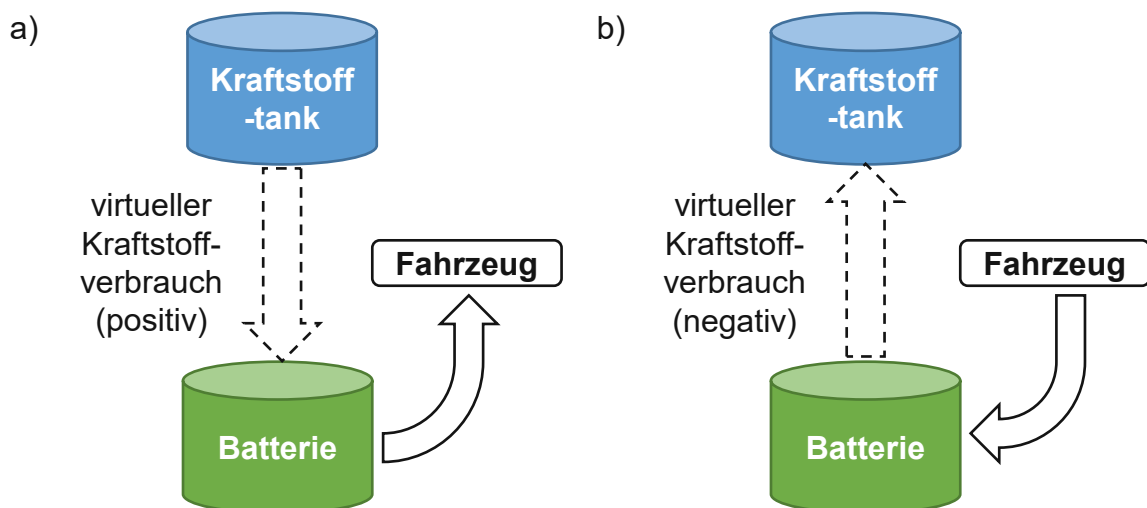 a)
Kraftstoff
-tank
virtueller
Kraftstoff-
verbrauch
(positiv)
Fahrzeug
Batterie
b)
Kraftstoff
-tank
virtueller
Kraftstoff-
verbrauch
(negativ)
Fahrzeug
Batterie